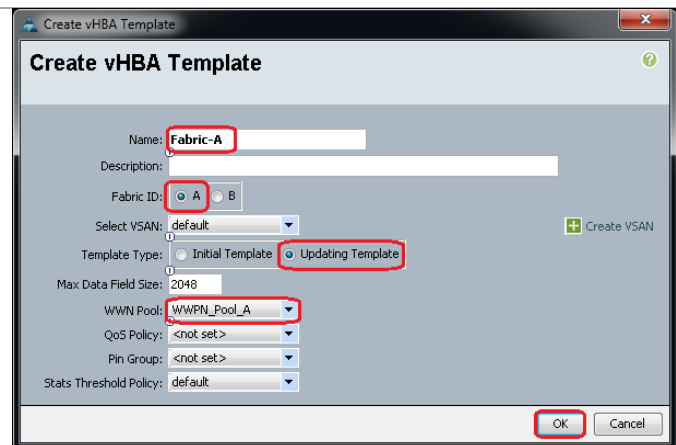 Create vHBA Template
Create vHBA Template
Name: Fabric-A
Description:
Fabric ID: A B
Select VSAN: default Create VSAN
Template Type: Initial Template Updating Template
Max Data Field Size: 2048
WWN Pool: WWPN_Pool_A
QoS Policy: <not set>
Pin Group: <not set>
Stats Threshold Policy: default
OK Cancel